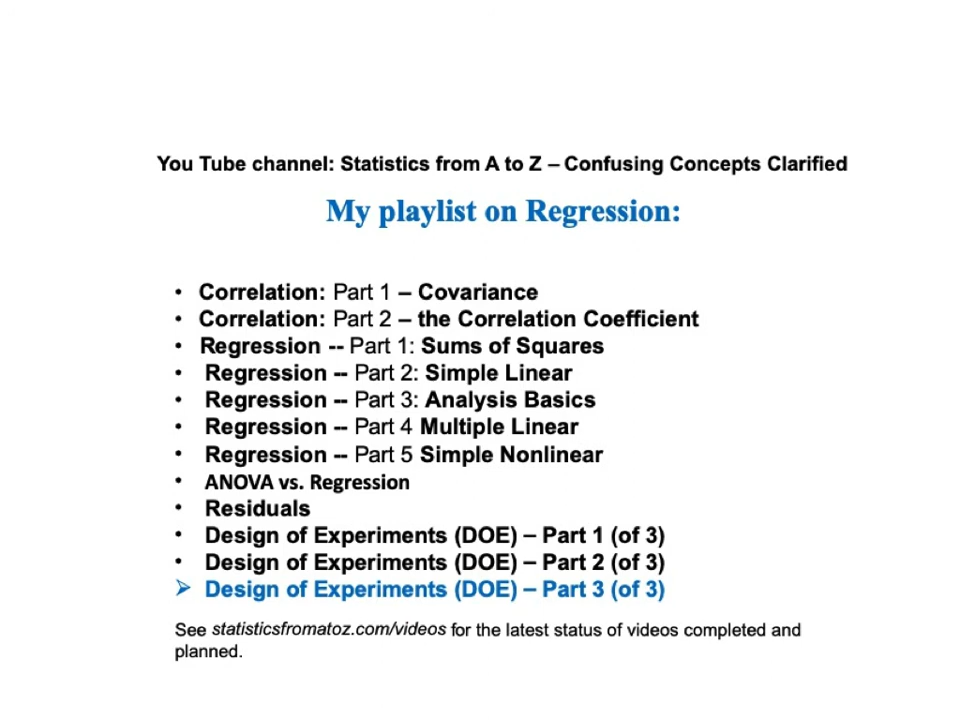 You Tube channel: Statistics from A to Z – Confusing Concepts Clarified
My playlist on Regression:
• Correlation: Part 1 – Covariance
• Correlation: Part 2 – the Correlation Coefficient
• Regression -- Part 1: Sums of Squares
• Regression -- Part 2: Simple Linear
• Regression -- Part 3: Analysis Basics
• Regression -- Part 4 Multiple Linear
• Regression -- Part 5 Simple Nonlinear
• ANOVA vs. Regression
• Residuals
• Design of Experiments (DOE) – Part 1 (of 3)
• Design of Experiments (DOE) – Part 2 (of 3)
➢ Design of Experiments (DOE) – Part 3 (of 3)
See statisticsfromatoz.com/videos for the latest status of videos completed and
planned.